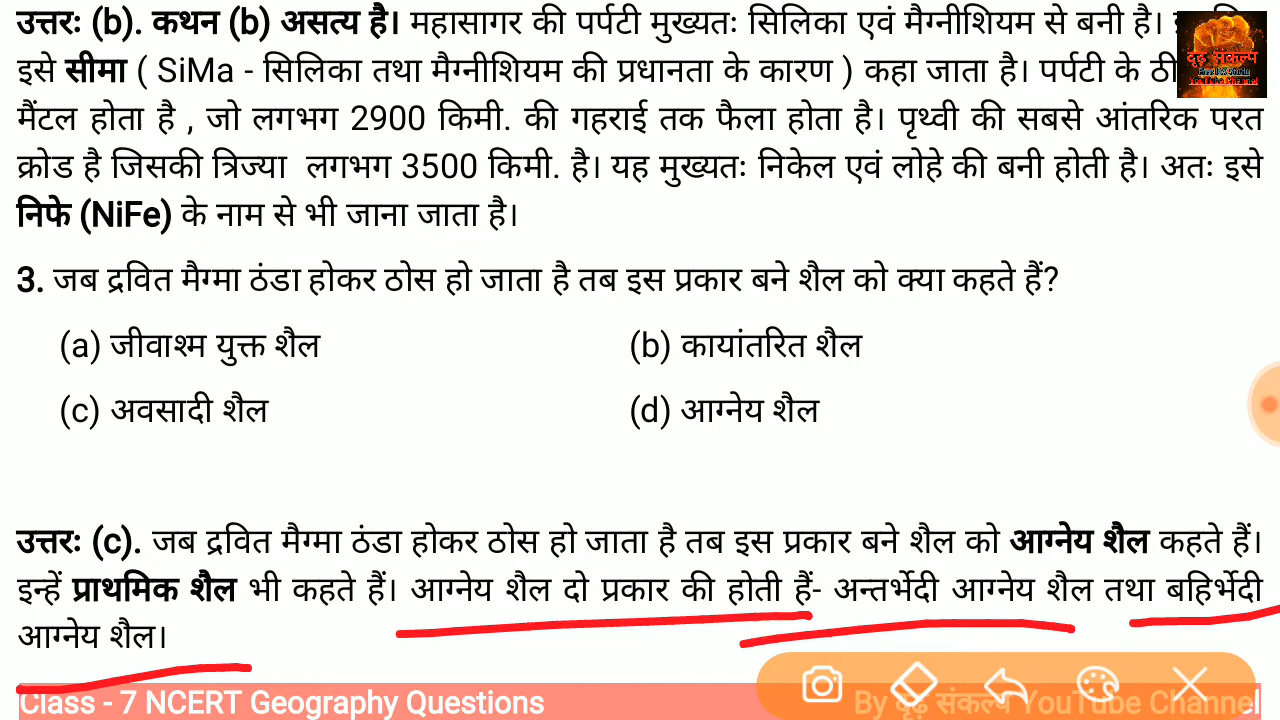 उत्तरः (b). कथन (b) असत्य है। महासागर की पर्पटी मुख्यतः सिलिका एवं मैग्नीशियम से बनी है।
इसे सीमा ( SiMa - सिलिका तथा मैग्नीशियम की प्रधानता के कारण ) कहा जाता है। पर्पटी के
मैंटल होता है , जो लगभग 2900 किमी. की गहराई तक फैला होता है। पृथ्वी की सबसे आंतरिक परत
क्रोड है जिसकी त्रिज्या लगभग 3500 किमी. है। यह मुख्यतः निकेल एवं लोहे की बनी होती है। अतः इसे
निफे (NiFe) के नाम से भी जाना जाता है।
3. जब द्रवित मैग्मा ठंडा होकर ठोस हो जाता है तब इस प्रकार बने शैल को क्या कहते हैं?
(a) जीवाश्म युक्त शैल (b) कायांतरित शैल
(c) अवसादी शैल (d) आग्नेय शैल
उत्तरः (c). जब द्रवित मैग्मा ठंडा होकर ठोस हो जाता है तब इस प्रकार बने शैल को आग्नेय शैल कहते हैं।
इन्हें प्राथमिक शैल भी कहते हैं। आग्नेय शैल दो प्रकार की होती हैं- अन्तर्भेदी आग्नेय शैल तथा बहिर्भेदी
आग्नेय शैल।
Class - 7 NCERT Geography Questions By दृढ़ संकल्प YouTube Channel
दृढ़ संकल्प
YouTube Channel